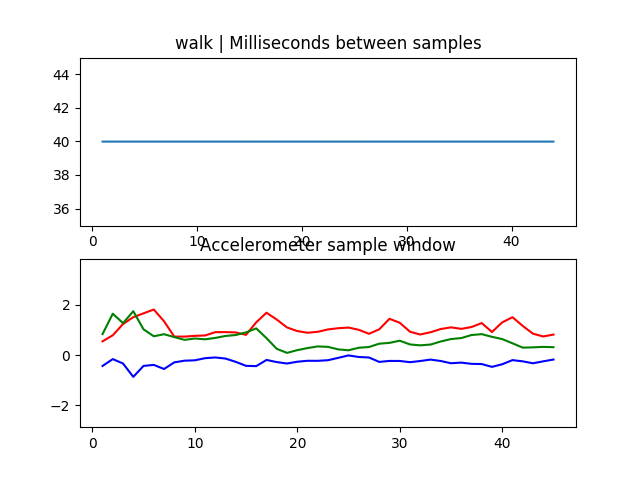 walk | Milliseconds between samples
44
42
40
38
36
0 10 20 30 40
Accelerometer sample window
2
0
−2
0 10 20 30 40